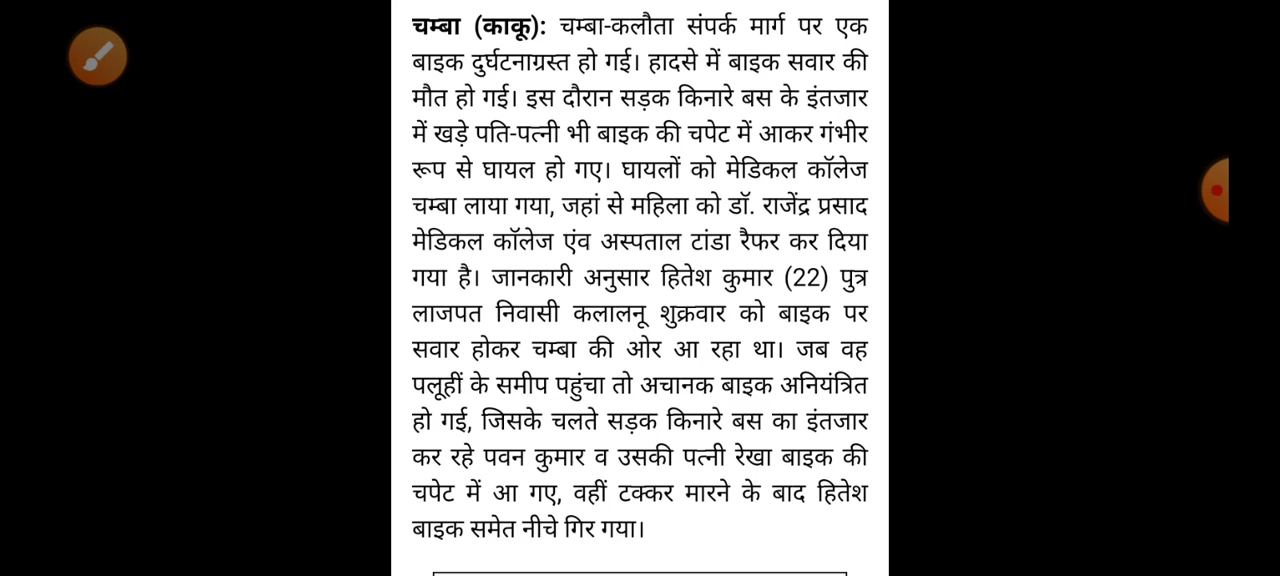 चम्बा (काकू): चम्बा-कलौता संपर्क मार्ग पर एक
बाइक दुर्घटनाग्रस्त हो गई। हादसे में बाइक सवार की
मौत हो गई। इस दौरान सड़क किनारे बस के इंतजार
में खड़े पति-पत्नी भी बाइक की चपेट में आकर गंभीर
रूप से घायल हो गए। घायलों को मेडिकल कॉलेज
चम्बा लाया गया, जहां से महिला को डॉ. राजेंद्र प्रसाद
मेडिकल कॉलेज एंव अस्पताल टांडा रैफर कर दिया
गया है। जानकारी अनुसार हितेश कुमार (22) पुत्र
लाजपत निवासी कलालनू शुक्रवार को बाइक पर
सवार होकर चम्बा की ओर आ रहा था। जब वह
पलूहीं के समीप पहुंचा तो अचानक बाइक अनियंत्रित
हो गई, जिसके चलते सड़क किनारे बस का इंतजार
कर रहे पवन कुमार व उसकी पत्नी रेखा बाइक की
चपेट में आ गए, वहीं टक्कर मारने के बाद हितेश
बाइक समेत नीचे गिर गया।